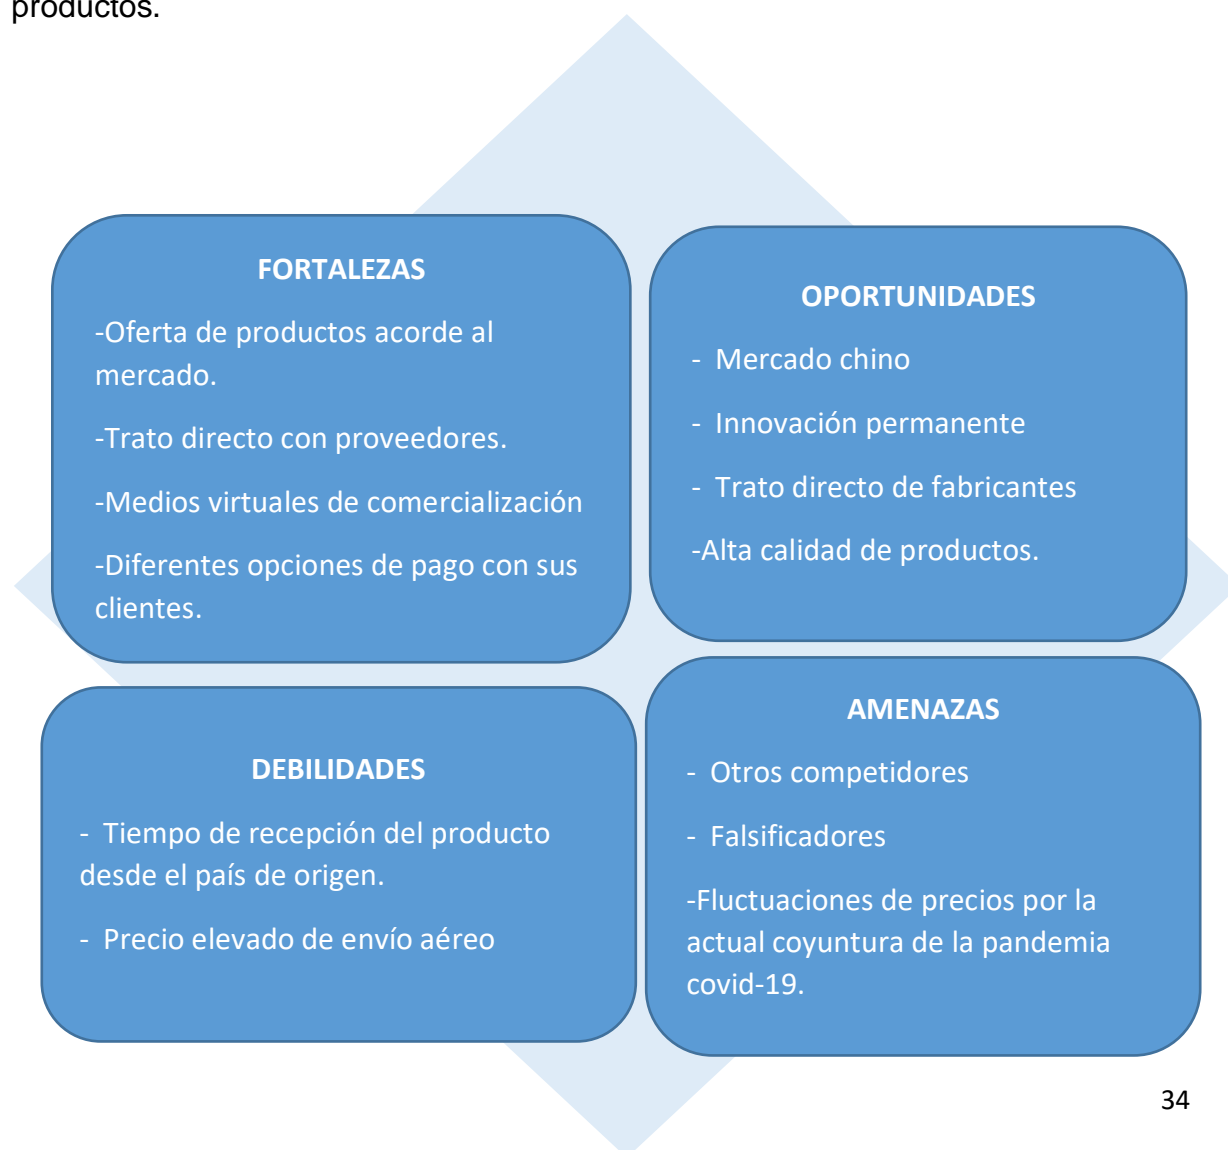 productos.
FORTALEZAS
-Oferta de productos acorde al
mercado.
-Trato directo con proveedores.
-Medios virtuales de comercialización
-Diferentes opciones de pago con sus
clientes.
OPORTUNIDADES
- Mercado chino
- Innovación permanente
- Trato directo de fabricantes
-Alta calidad de productos.
DEBILIDADES
- Tiempo de recepción del producto
desde el país de origen.
- Precio elevado de envío aéreo
AMENAZAS
- Otros competidores
- Falsificadores
-Fluctuaciones de precios por la
actual coyuntura de la pandemia
covid-19.
34